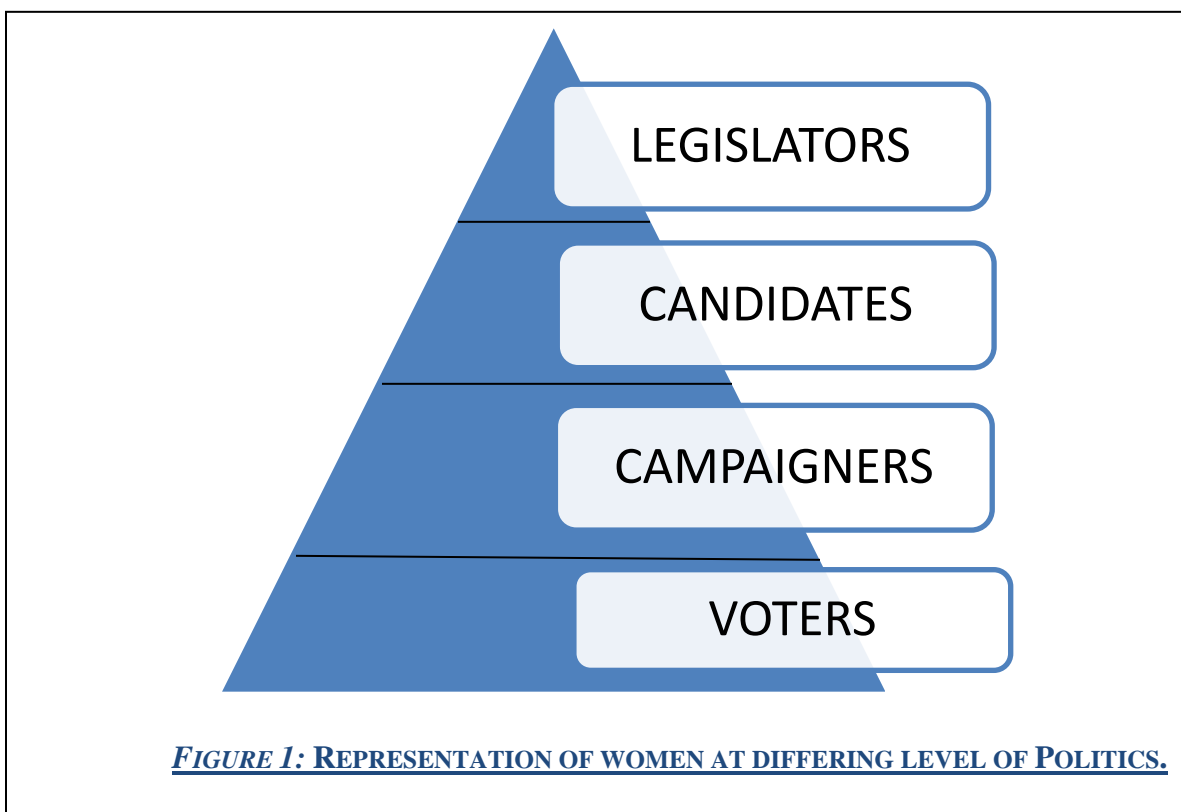 LEGISLATORS
CANDIDATES
CAMPAIGNERS
VOTERS
FIGURE 1: REPRESENTATION OF WOMEN AT DIFFERING LEVEL OF POLITICS.